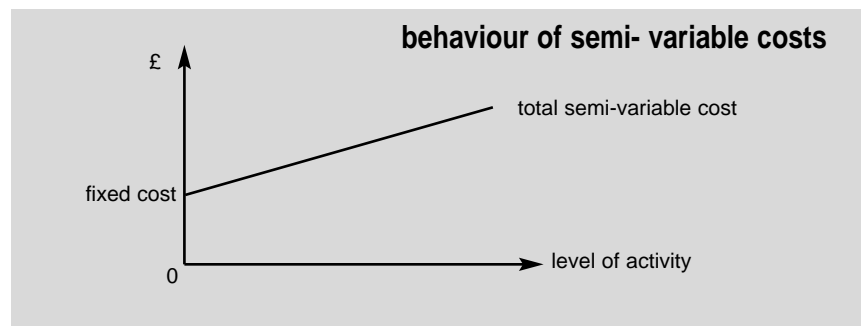 behaviour of semi- variable costs
£
total semi-variable cost
fixed cost
level of activity
0